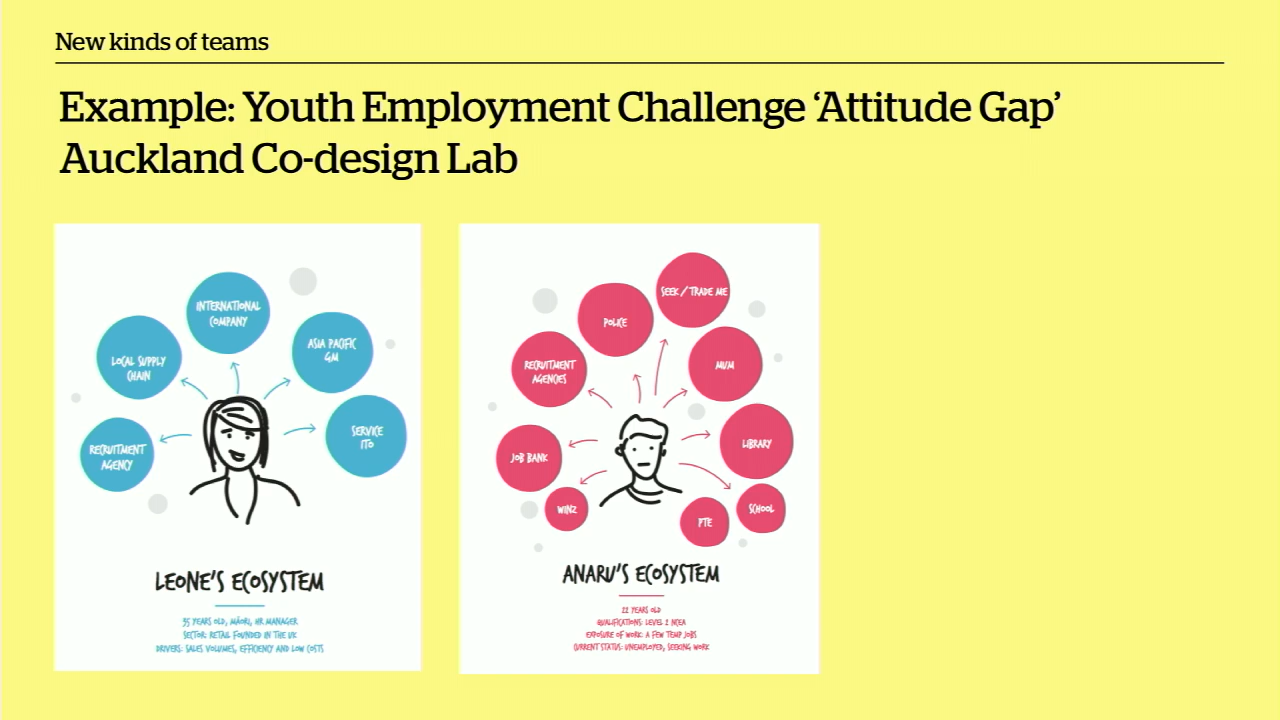 New kinds of teams
Example: Youth Employment Challenge ‘Attitude Gap’
Auckland Co-design Lab
INTERNATIONAL
COMPANY
LOCAL SUPPLY
CHAIN
ASIA PACIFIC
GM
RECRUITMENT
AGENCY
SERVICE
ITO
LEONE'S ECOSYSTEM
35 YEARS OLD, MĀORI, HR MANAGER
SECTOR: RETAIL FOUNDED IN THE UK
DRIVERS: SALES VOLUMES, EFFICIENCY AND LOW COSTS
SEEK / TRADE ME
POLICE
RECRUITMENT
AGENCIES
MUM
JOB BANK
LIBRARY
WINZ
SCHOOL
PTE
ANARU'S ECOSYSTEM
22 YEARS OLD
QUALIFICATIONS: LEVEL 2 NCEA
EXPOSURE OF WORK: A FEW TEMP JOBS
CURRENT STATUS: UNEMPLOYED, SEEKING WORK